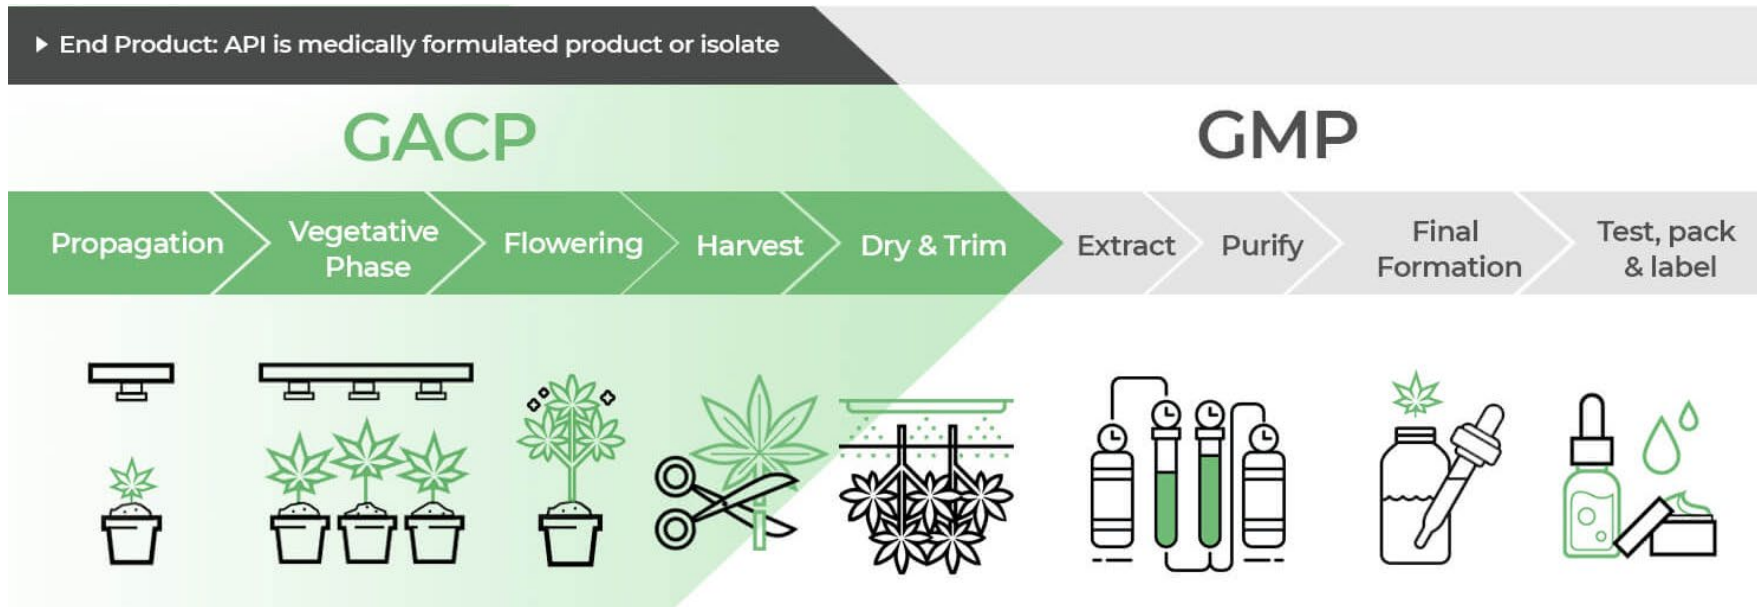 End Product: API is medically formulated product or isolate
GACP
GMP
Propagation
Vegetative
Phase
Flowering
Harvest
Dry & Trim
Extract
Purify
Final
Formation
Test, pack
& label